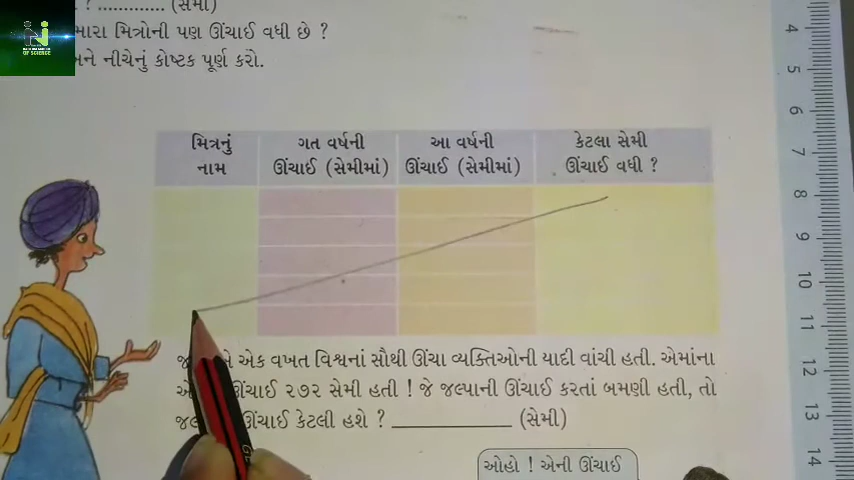 ? ............ (સેમી)
મારા મિત્રોની પણ ઊંચાઈ વધી છે ?
અને નીચેનું કોષ્ટક પૂર્ણ કરો.
મિત્રનું નામ
ગત વર્ષની ઊંચાઈ (સેમીમાં)
આ વર્ષની ઊંચાઈ (સેમીમાં)
કેટલા સેમી ઊંચાઈ વધી ?
એક વખત વિશ્વનાં સૌથી ઊંચા વ્યક્તિઓની યાદી વાંચી હતી. એમાંના
ઊંચાઈ ૨૭૨ સેમી હતી ! જે જલ્પાની ઊંચાઈ કરતાં બમણી હતી, તો
ઊંચાઈ કેટલી હશે ? ____________ (સેમી)
ઓહો ! એની ઊંચાઈ
4
5
6
7
8
9
10
11
12
13
14